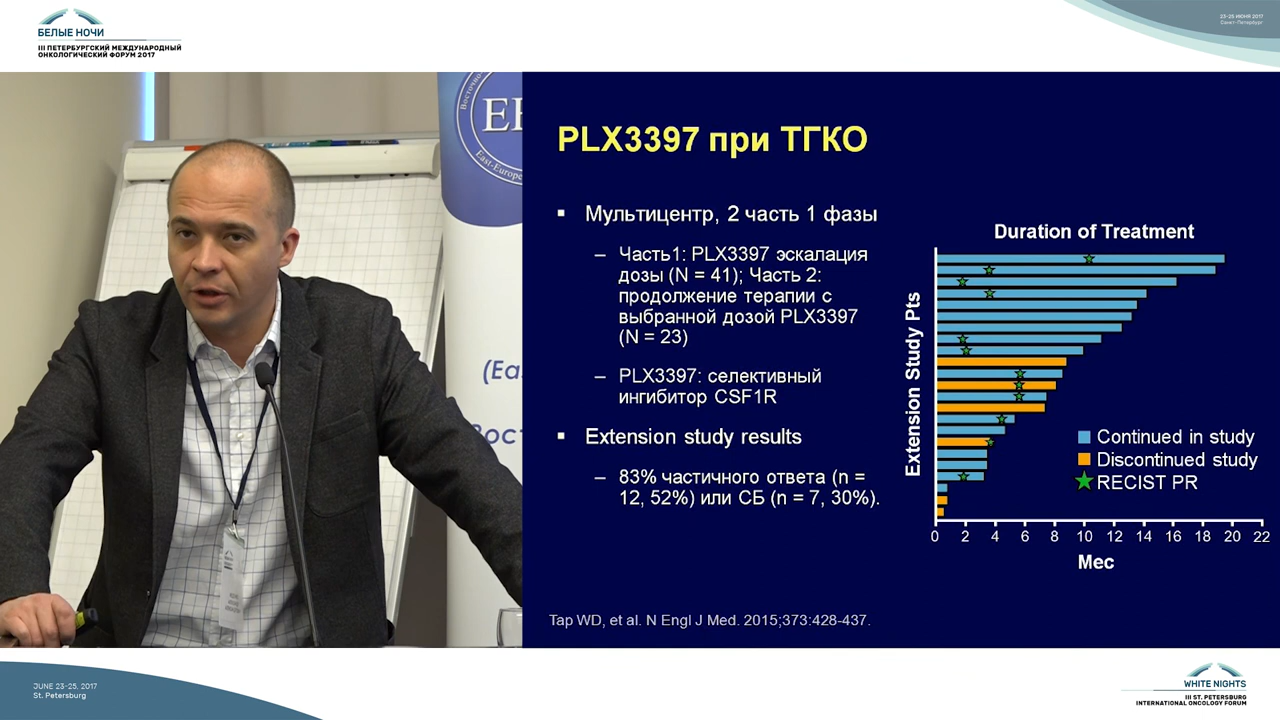 БЕЛЫЕ НОЧИ
III ПЕТЕРБУРГСКИЙ МЕЖДУНАРОДНЫЙ
ОНКОЛОГИЧЕСКИЙ ФОРУМ 2017
23-25 ИЮНЯ 2017
Санкт-Петербург
East-Europe
(Eas
PLX3397 при ТГКО
▪ Мультицентр, 2 часть 1 фазы
– Часть1: PLX3397 эскалация
дозы (N = 41); Часть 2:
продолжение терапии с
выбранной дозой PLX3397
(N = 23)
– PLX3397: селективный
ингибитор CSF1R
▪ Extension study results
– 83% частичного ответа (n =
12, 52%) или СБ (n = 7, 30%).
Duration of Treatment
Extension Study Pts
Continued in study
Discontinued study
RECIST PR
0 2 4 6 8 10 12 14 16 18 20 22
Мес
Tap WD, et al. N Engl J Med. 2015;373:428-437.
JUNE 23-25, 2017
St. Petersburg
WHITE NIGHTS
III ST. PETERSBURG
INTERNATIONAL ONCOLOGY FORUM